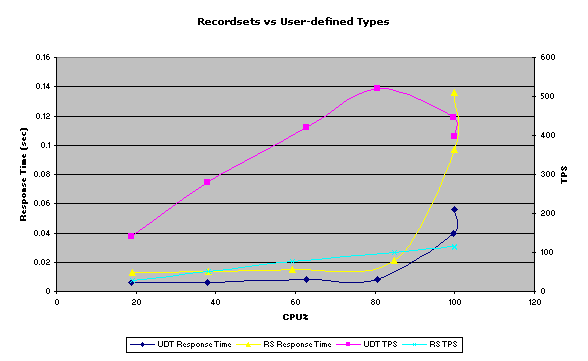 Recordsets vs User-defined Types
0.16
0.14
0.12
0.1
0.08
0.06
0.04
0.02
0
Response Time (sec)
600
500
400
300
200
100
0
TPS
0 20 40 60 80 100 120
CPU%
UDT Response Time RS Response Time UDT TPS RS TPS